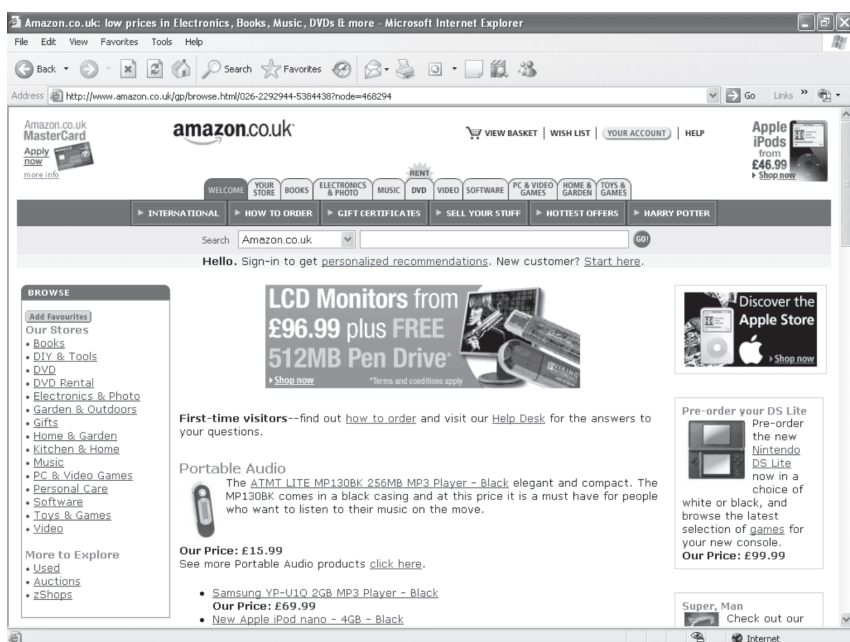 Amazon.co.uk: low prices in Electronics, Books, Music, DVDs & more - Microsoft Internet Explorer
File Edit View Favorites Tools Help
Back Search Favorites
Address http://www.amazon.co.uk/gp/browse.html/026-2292944-5384438?node=468294 Go Links »
Amazon.co.uk
MasterCard
Apply
now
more info
amazon.co.uk
VIEW BASKET | WISH LIST | YOUR ACCOUNT | HELP
Apple
iPods
from
£46.99
Shop now
RENT
WELCOME YOUR STORE BOOKS ELECTRONICS & PHOTO MUSIC DVD VIDEO SOFTWARE PC & VIDEO GAMES HOME & GARDEN TOYS & GAMES
INTERNATIONAL HOW TO ORDER GIFT CERTIFICATES SELL YOUR STUFF HOTTEST OFFERS HARRY POTTER
Search Amazon.co.uk GO!
Hello. Sign-in to get personalized recommendations. New customer? Start here.
BROWSE
Add Favourites
Our Stores
• Books
• DIY & Tools
• DVD
• DVD Rental
• Electronics & Photo
• Garden & Outdoors
• Gifts
• Home & Garden
• Kitchen & Home
• Music
• PC & Video Games
• Personal Care
• Software
• Toys & Games
• Video
More to Explore
• Used
• Auctions
• zShops
LCD Monitors from
£96.99 plus FREE
512MB Pen Drive*
Shop now *Terms and conditions apply
VIKING
First-time visitors--find out how to order and visit our Help Desk for the answers to
your questions.
Portable Audio
The ATMT LITE MP130BK 256MB MP3 Player - Black elegant and compact. The
MP130BK comes in a black casing and at this price it is a must have for people
who want to listen to their music on the move.
Our Price: £15.99
See more Portable Audio products click here.
• Samsung YP-U1Q 2GB MP3 Player - Black
Our Price: £69.99
• New Apple iPod nano - 4GB - Black
Discover the
Apple Store
Shop now
Pre-order your DS Lite
Pre-order
the new
Nintendo
DS Lite
now in a
choice of
white or black, and
browse the latest
selection of games for
your new console.
Our Price: £99.99
Super, Man
Check out our
Internet